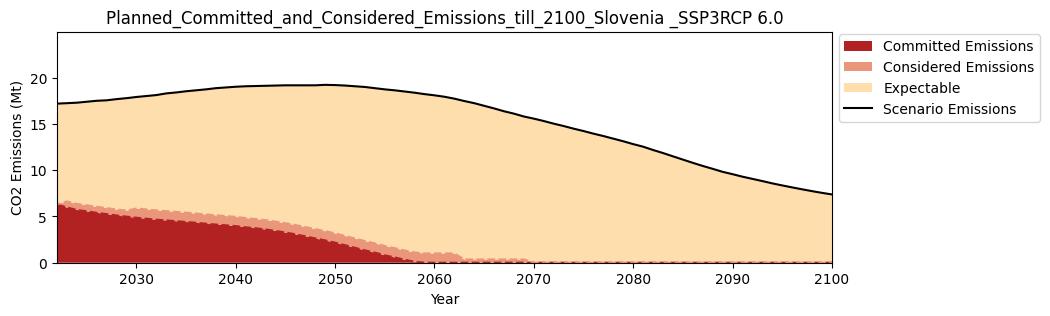 Planned_Committed_and_Considered_Emissions_till_2100_Slovenia _SSP3RCP 6.0
Committed Emissions
Considered Emissions
Expectable
Scenario Emissions
CO2 Emissions (Mt)
20
15
10
5
0
2030
2040
2050
2060
2070
2080
2090
2100
Year